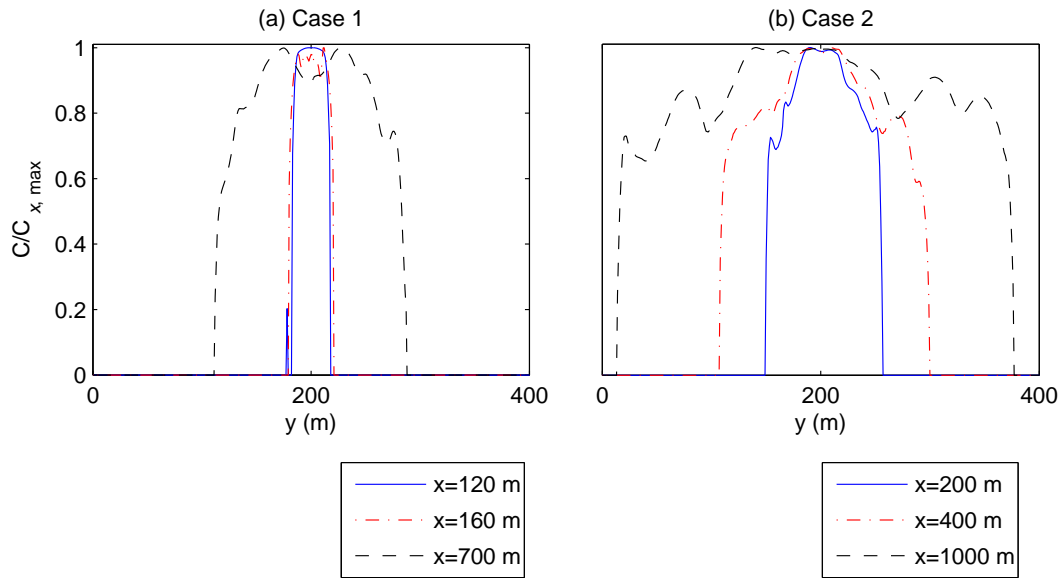 (a) Case 1
(b) Case 2
C/C x, max
1
0.8
0.6
0.4
0.2
0
0
200
400
y (m)
0
200
400
y (m)
x=120 m
x=160 m
x=700 m
x=200 m
x=400 m
x=1000 m